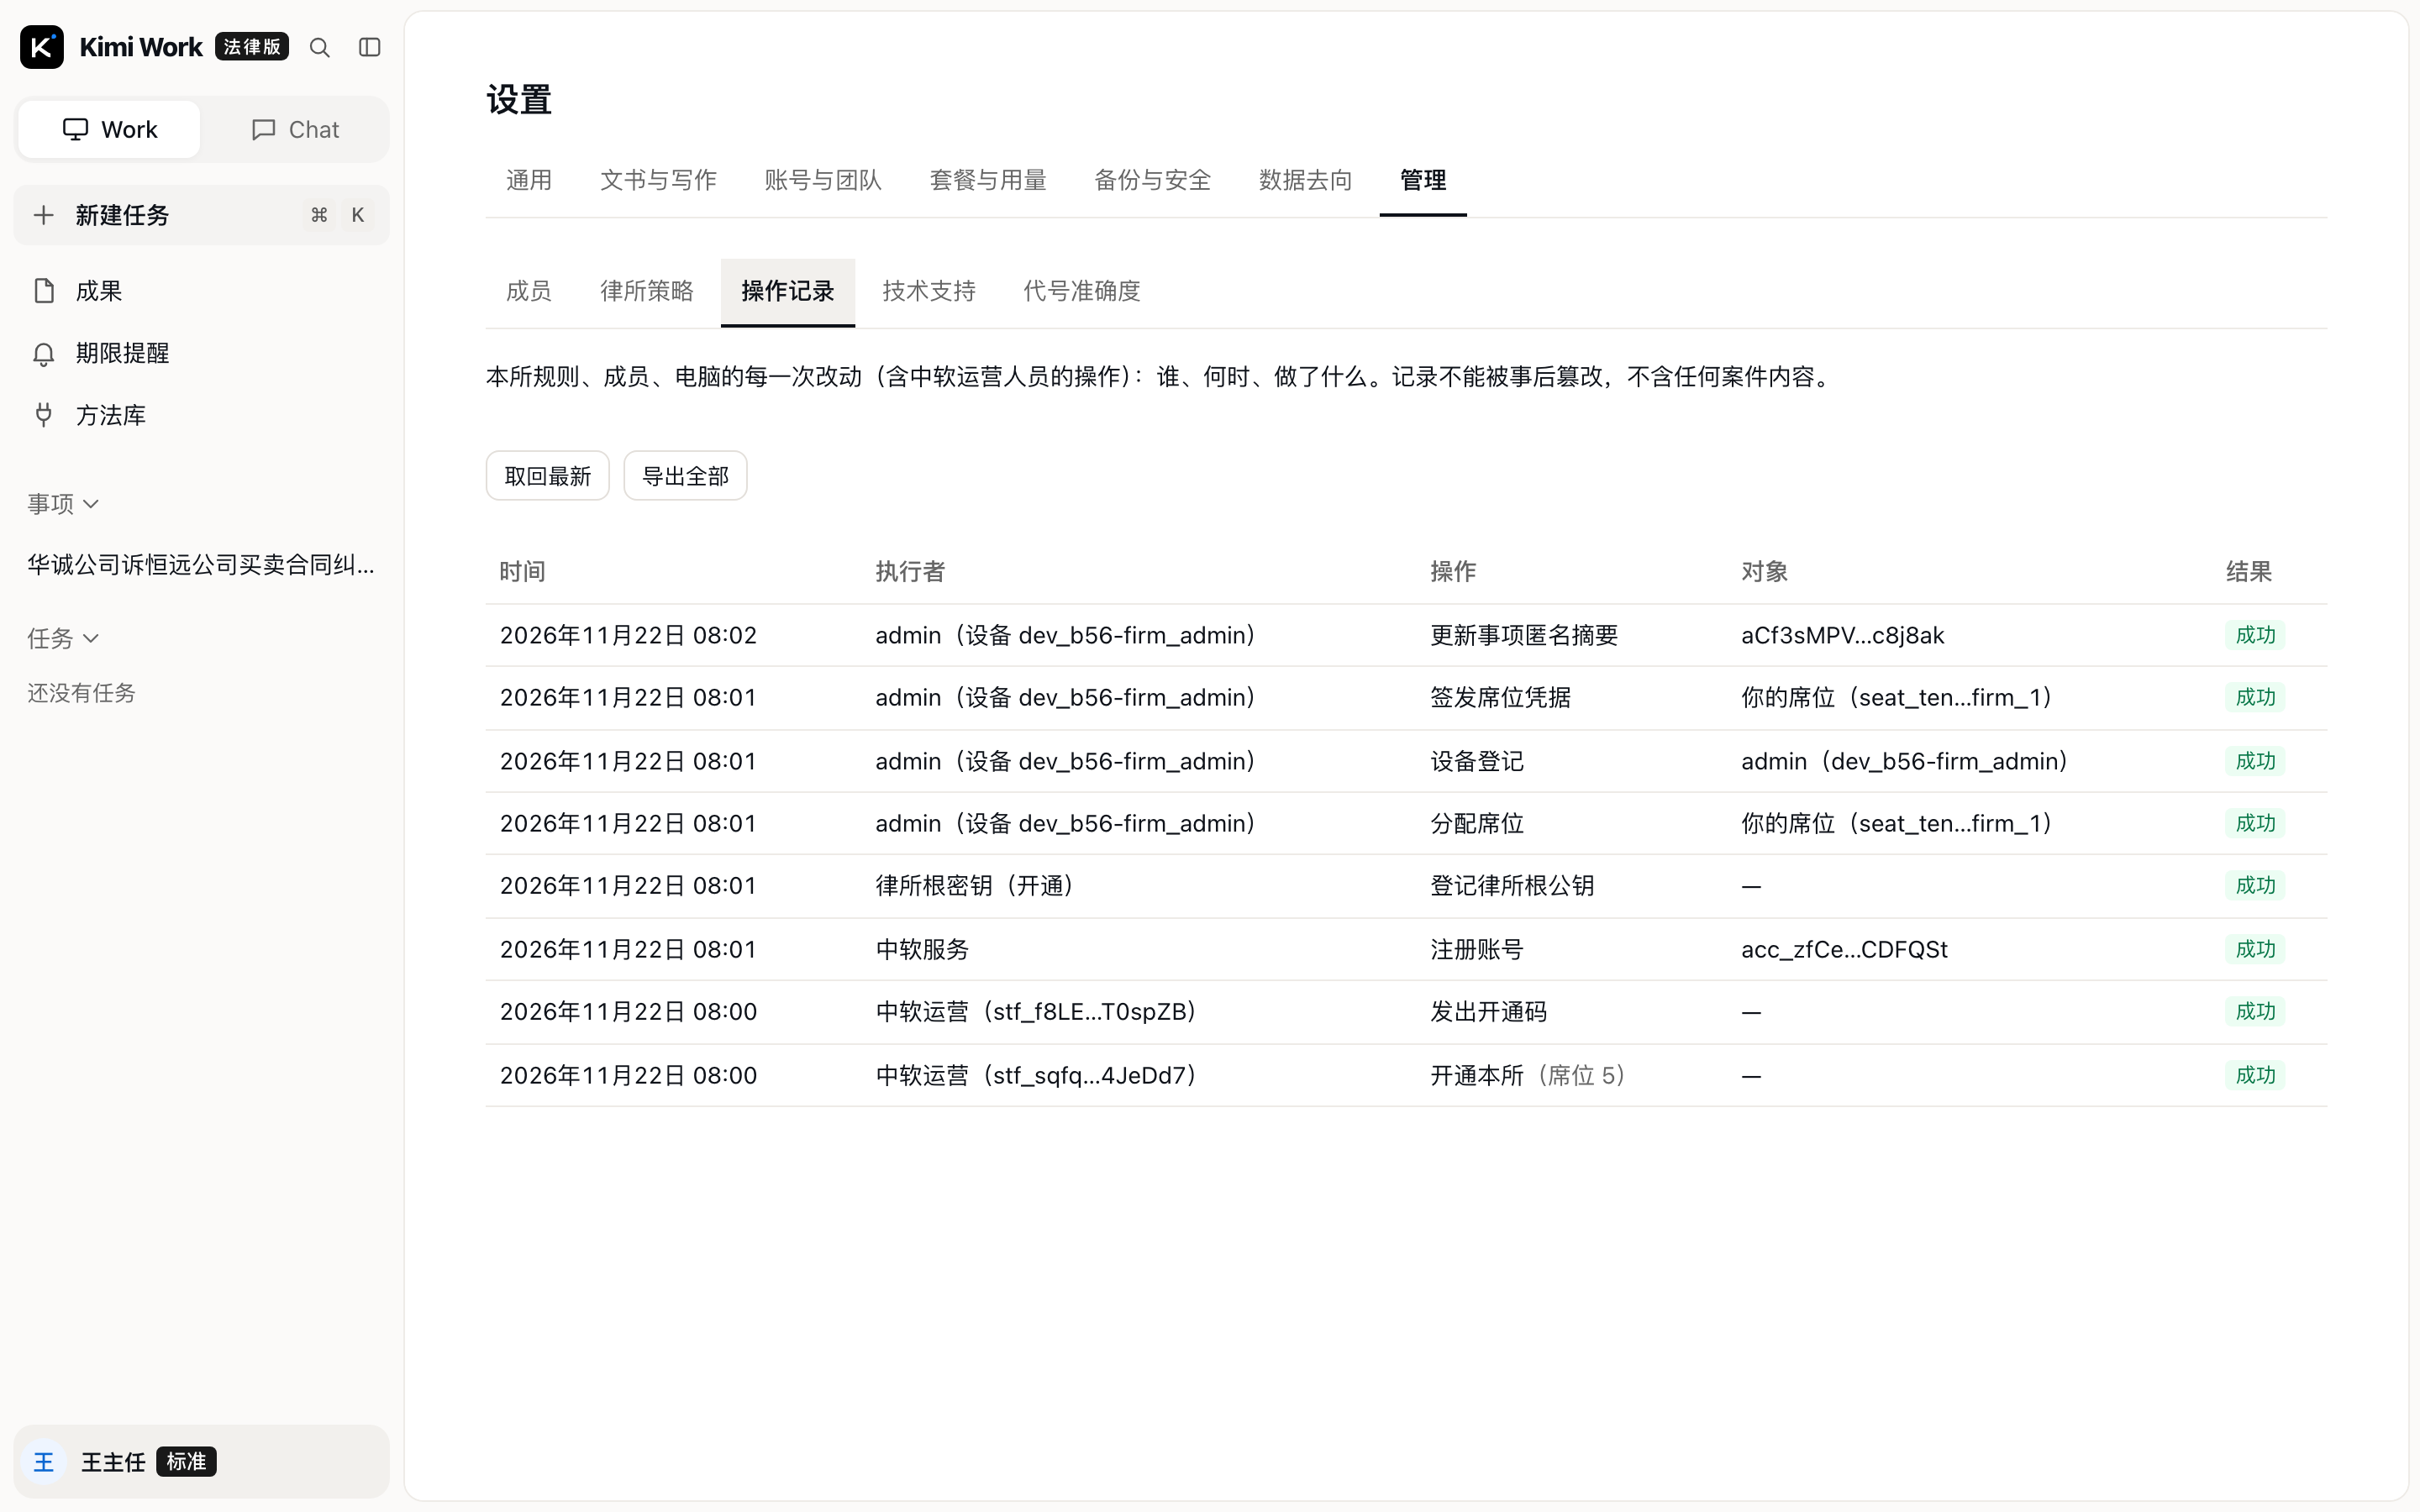 Kimi Work 法律版
Work
Chat
新建任务 ⌘ K
成果
期限提醒
方法库
事项
华诚公司诉恒远公司买卖合同纠...
任务
还没有任务
王 王主任 标准
设置
通用 文书与写作 账号与团队 套餐与用量 备份与安全 数据去向 管理
成员 律所策略 操作记录 技术支持 代号准确度
本所规则、成员、电脑的每一次改动（含中软运营人员的操作）：谁、何时、做了什么。记录不能被事后篡改，不含任何案件内容。
取回最新 导出全部
时间 执行者 操作 对象 结果
2026年11月22日 08:02 admin（设备 dev_b56-firm_admin） 更新事项匿名摘要 aCf3sMPV...c8j8ak 成功
2026年11月22日 08:01 admin（设备 dev_b56-firm_admin） 签发席位凭据 你的席位（seat_ten...firm_1） 成功
2026年11月22日 08:01 admin（设备 dev_b56-firm_admin） 设备登记 admin（dev_b56-firm_admin） 成功
2026年11月22日 08:01 admin（设备 dev_b56-firm_admin） 分配席位 你的席位（seat_ten...firm_1） 成功
2026年11月22日 08:01 律所根密钥（开通） 登记律所根公钥 — 成功
2026年11月22日 08:01 中软服务 注册账号 acc_zfCe...CDFQSt 成功
2026年11月22日 08:00 中软运营（stf_f8LE...T0spZB） 发出开通码 — 成功
2026年11月22日 08:00 中软运营（stf_sqfq...4JeDd7） 开通本所（席位 5） — 成功